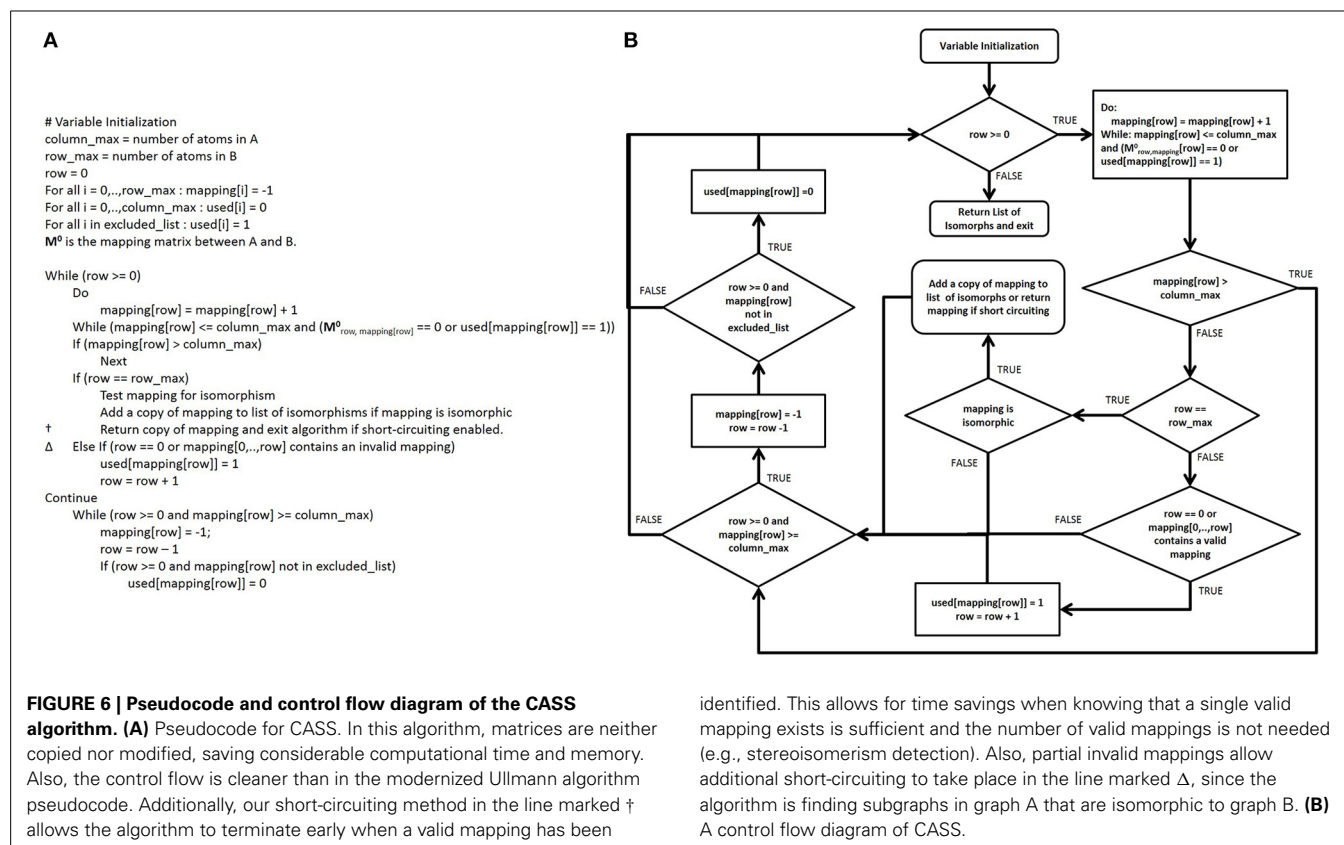 A
# Variable Initialization
column_max = number of atoms in A
row_max = number of atoms in B
row = 0
For all i = 0,..,row_max : mapping[i] = -1
For all i = 0,..,column_max : used[i] = 0
For all i in excluded_list : used[i] = 1
M⁰ is the mapping matrix between A and B.
While (row >= 0)
Do
mapping[row] = mapping[row] + 1
While (mapping[row] <= column_max and (M⁰row, mapping[row] == 0 or used[mapping[row]] == 1))
If (mapping[row] > column_max)
Next
If (row == row_max)
Test mapping for isomorphism
Add a copy of mapping to list of isomorphisms if mapping is isomorphic
† Return copy of mapping and exit algorithm if short-circuiting enabled.
Δ Else If (row == 0 or mapping[0,..,row] contains an invalid mapping)
used[mapping[row]] = 1
row = row + 1
Continue
While (row >= 0 and mapping[row] >= column_max)
mapping[row] = -1;
row = row – 1
If (row >= 0 and mapping[row] not in excluded_list)
used[mapping[row]] = 0
B
Variable Initialization
row >= 0
TRUE
FALSE
Return List of
Isomorphs and exit
Do:
mapping[row] = mapping[row] + 1
While: mapping[row] <= column_max
and (M⁰row,mapping[row] == 0 or
used[mapping[row]] == 1)
mapping[row] >
column_max
TRUE
FALSE
row ==
row_max
TRUE
FALSE
mapping is
isomorphic
TRUE
FALSE
Add a copy of mapping to
list of isomorphs or return
mapping if short circuiting
row == 0 or
mapping[0,..,row]
contains a valid
mapping
FALSE
TRUE
used[mapping[row]] = 1
row = row + 1
row >= 0 and
mapping[row] >=
column_max
FALSE
TRUE
mapping[row] = -1
row = row -1
row >= 0 and
mapping[row]
not in
excluded_list
FALSE
TRUE
used[mapping[row]] =0
FIGURE 6 | Pseudocode and control flow diagram of the CASS
algorithm. (A) Pseudocode for CASS. In this algorithm, matrices are neither
copied nor modified, saving considerable computational time and memory.
Also, the control flow is cleaner than in the modernized Ullmann algorithm
pseudocode. Additionally, our short-circuiting method in the line marked †
allows the algorithm to terminate early when a valid mapping has been
identified. This allows for time savings when knowing that a single valid
mapping exists is sufficient and the number of valid mappings is not needed
(e.g., stereoisomerism detection). Also, partial invalid mappings allow
additional short-circuiting to take place in the line marked Δ, since the
algorithm is finding subgraphs in graph A that are isomorphic to graph B. (B)
A control flow diagram of CASS.